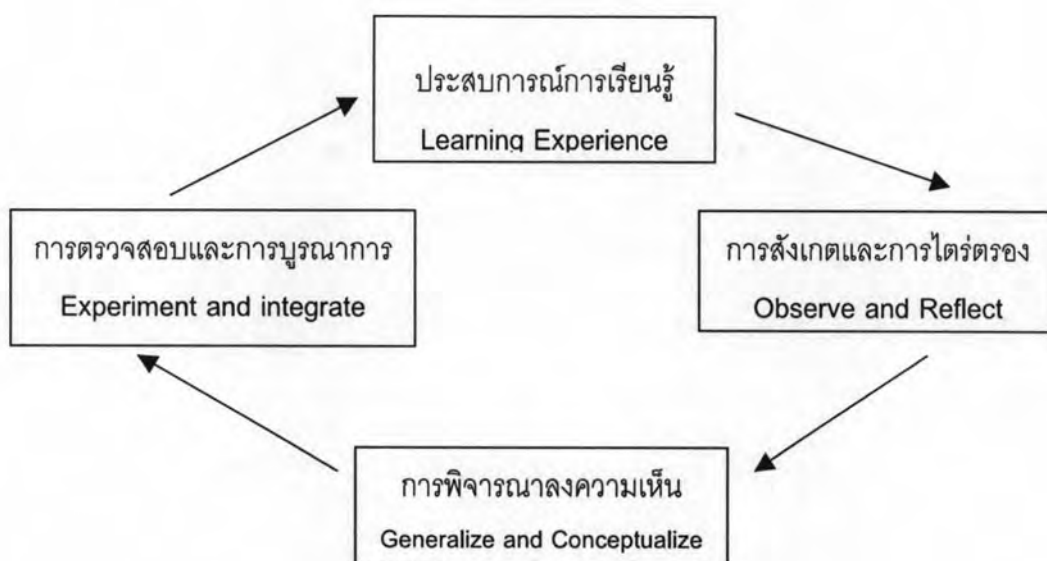 ประสบการณ์การเรียนรู้
Learning Experience
การตรวจสอบและการบูรณาการ
Experiment and integrate
การสังเกตและการไตร่ตรอง
Observe and Reflect
การพิจารณาลงความเห็น
Generalize and Conceptualize